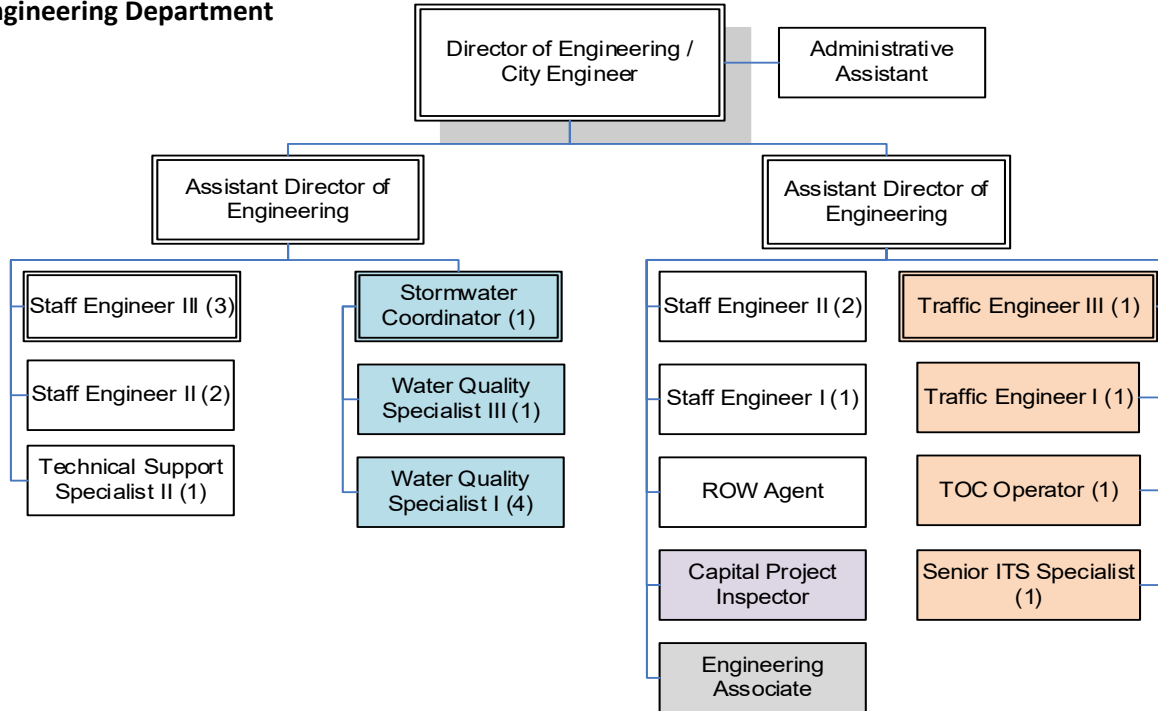 ngineering Department
Director of Engineering /
City Engineer
Administrative
Assistant
Assistant Director of
Engineering
Assistant Director of
Engineering
Staff Engineer III (3)
Staff Engineer II (2)
Technical Support
Specialist II (1)
Stormwater
Coordinator (1)
Water Quality
Specialist III (1)
Water Quality
Specialist I (4)
Staff Engineer II (2)
Staff Engineer I (1)
ROW Agent
Capital Project
Inspector
Engineering
Associate
Traffic Engineer III (1)
Traffic Engineer I (1)
TOC Operator (1)
Senior ITS Specialist
(1)